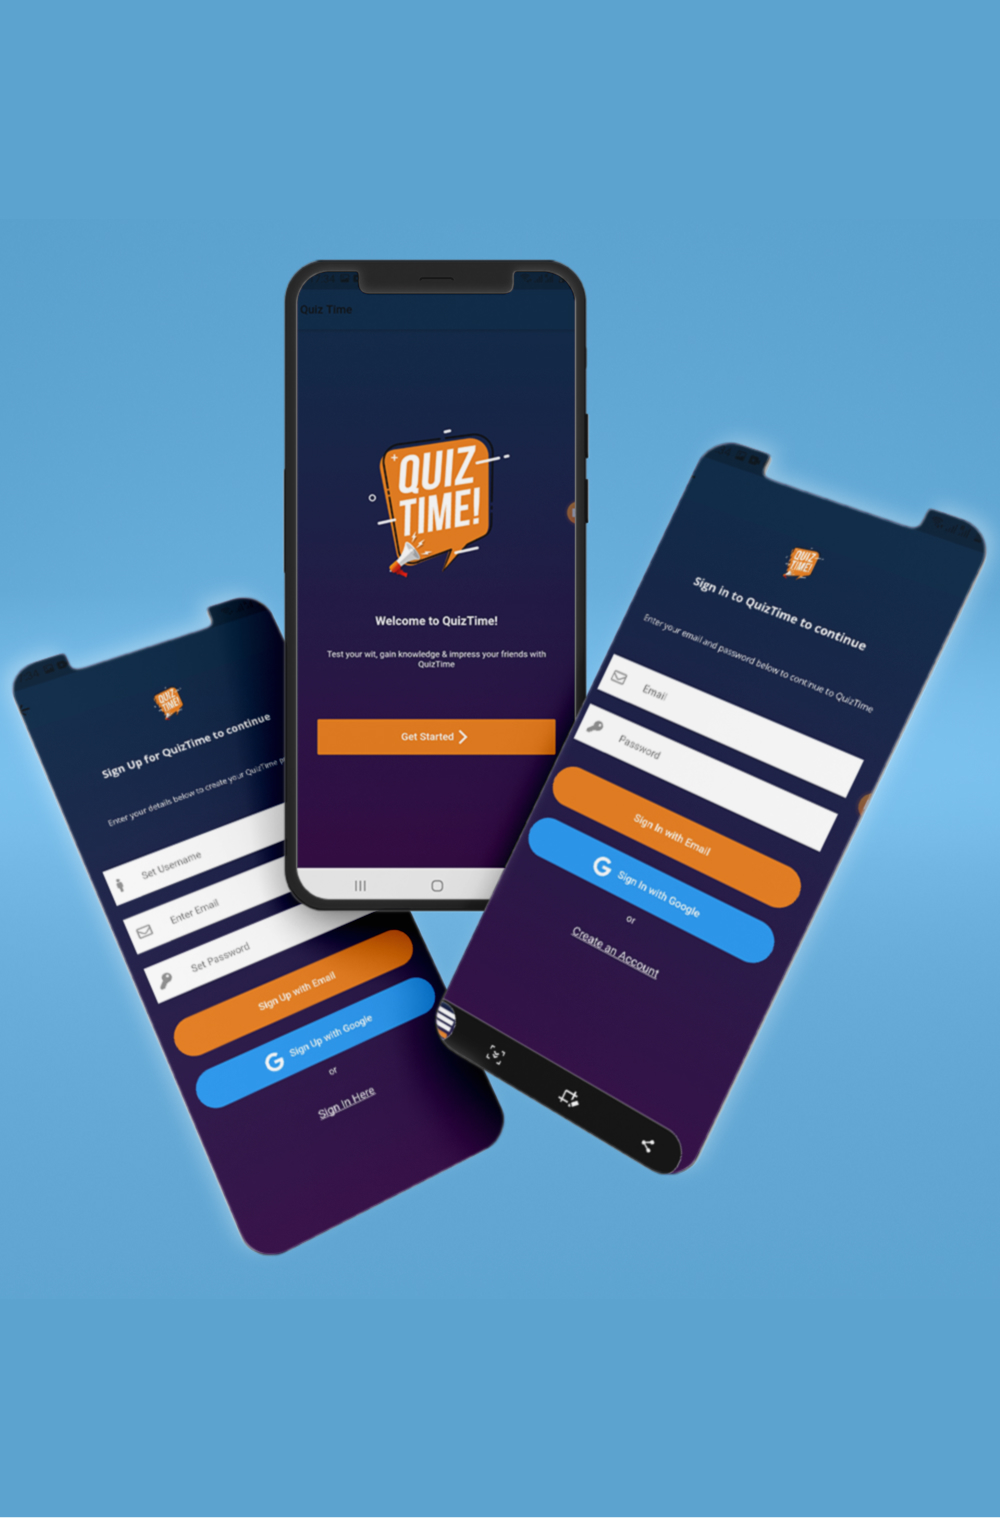 Quiz Time
QUIZ
TIME!
Welcome to QuizTime!
Test your wit, gain knowledge & impress your friends with
QuizTime
Get Started
QUIZ
TIME!
Sign Up for QuizTime to continue
Enter your details below to create your QuizTime
Set Username
Enter Email
Set Password
Sign Up with Email
G Sign Up with Google
or
Sign In Here
QUIZ
TIME!
Sign in to QuizTime to continue
Enter your email and password below to continue to QuizTime
Email
Password
Sign In with Email
G Sign In with Google
or
Create an Account